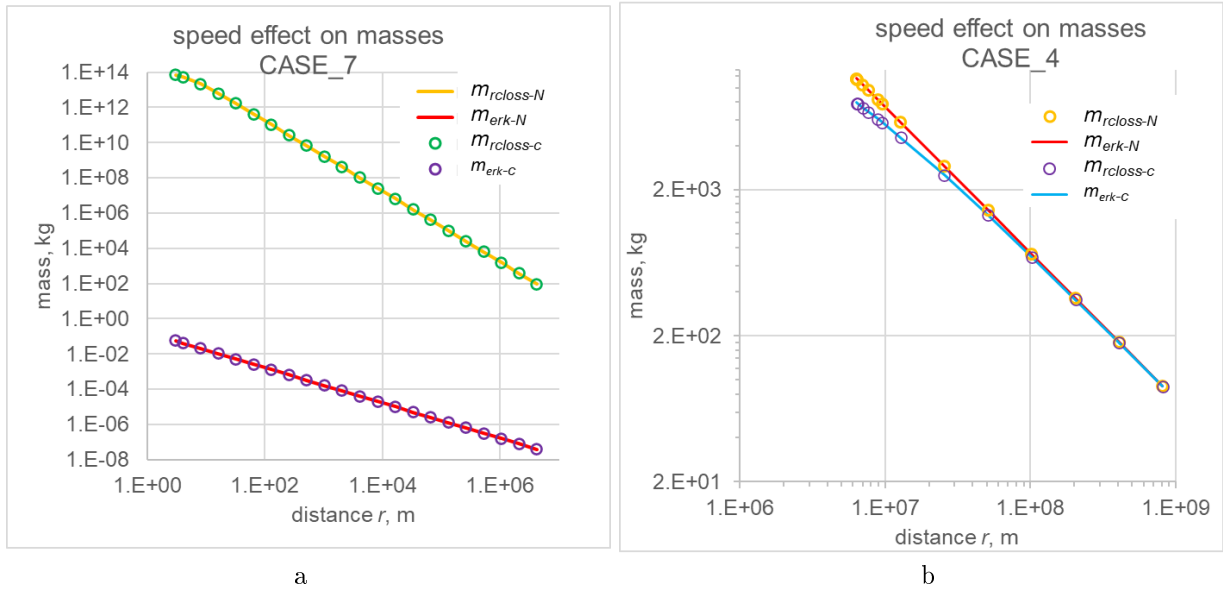 speed effect on masses
CASE_7
1.E+14
1.E+12
1.E+10
1.E+08
1.E+06
1.E+04
1.E+02
1.E+00
1.E-02
1.E-04
1.E-06
1.E-08
mass, kg
1.E+00
1.E+02
1.E+04
1.E+06
distance r, m
m_rcloss-N
m_erk-N
m_rcloss-c
m_erk-c
a
speed effect on masses
CASE_4
2.E+03
2.E+02
2.E+01
mass, kg
1.E+06
1.E+07
1.E+08
1.E+09
distance r, m
m_rcloss-N
m_erk-N
m_rcloss-c
m_erk-c
b